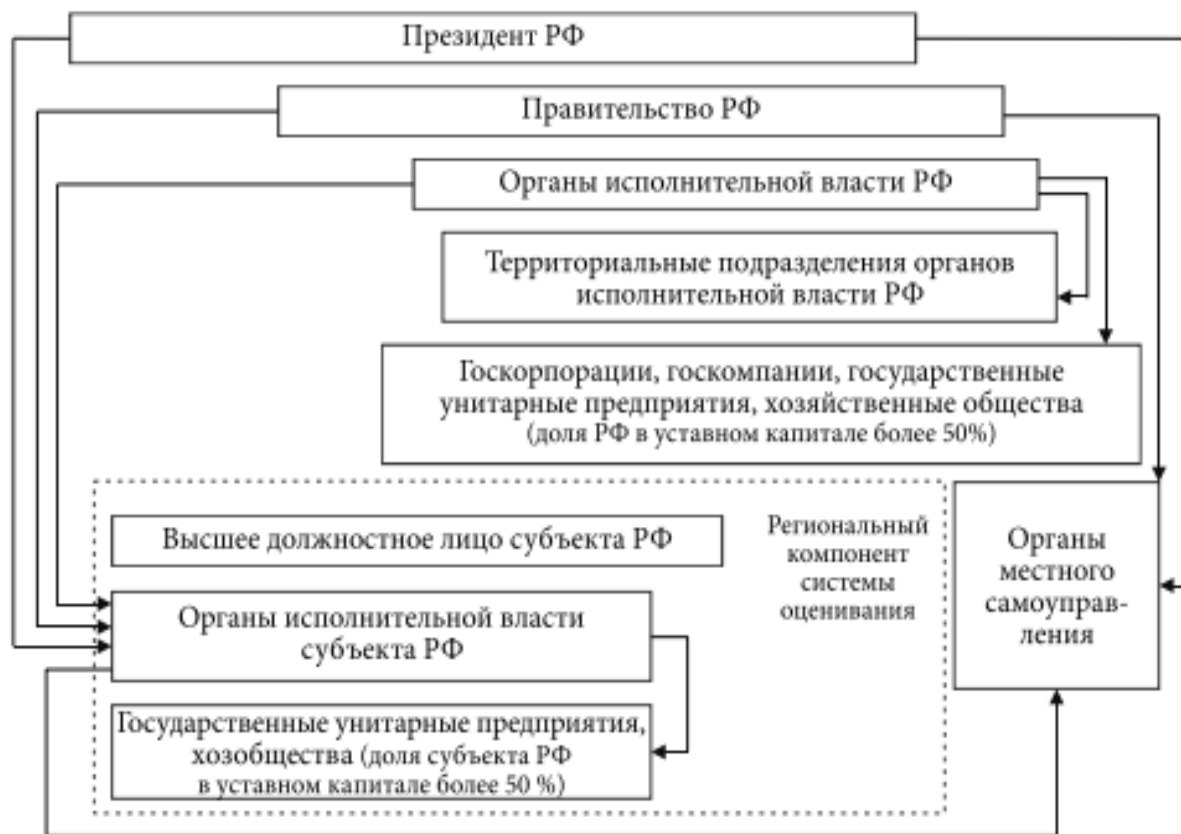 Президент РФ
Правительство РФ
Органы исполнительной власти РФ
Территориальные подразделения органов
исполнительной власти РФ
Госкорпорации, госкомпании, государственные
унитарные предприятия, хозяйственные общества
(доля РФ в уставном капитале более 50%)
Региональный
компонент
системы
оценивания
Высшее должностное лицо субъекта РФ
Органы исполнительной власти
субъекта РФ
Государственные унитарные предприятия,
хозобщества (доля субъекта РФ
в уставном капитале более 50 %)
Органы
местного
самоуправ-
ления